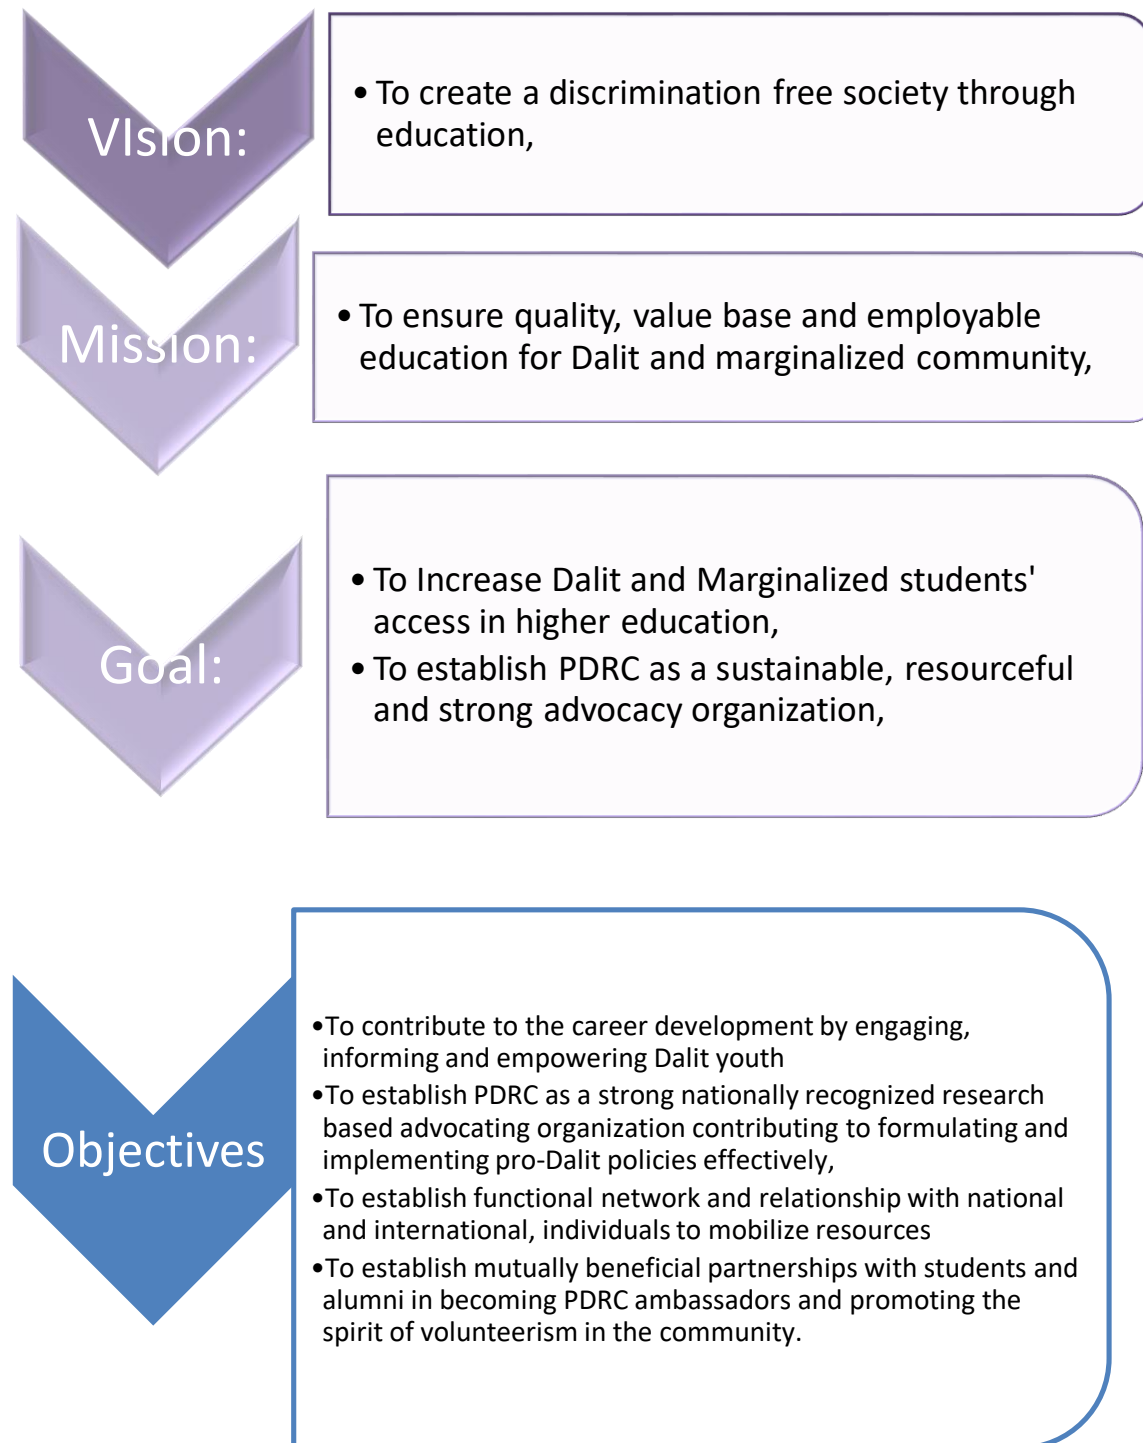 VIsion:
• To create a discrimination free society through
education,
Mission:
• To ensure quality, value base and employable
education for Dalit and marginalized community,
Goal:
• To Increase Dalit and Marginalized students'
access in higher education,
• To establish PDRC as a sustainable, resourceful
and strong advocacy organization,
Objectives
•To contribute to the career development by engaging,
informing and empowering Dalit youth
•To establish PDRC as a strong nationally recognized research
based advocating organization contributing to formulating and
implementing pro-Dalit policies effectively,
•To establish functional network and relationship with national
and international, individuals to mobilize resources
•To establish mutually beneficial partnerships with students and
alumni in becoming PDRC ambassadors and promoting the
spirit of volunteerism in the community.